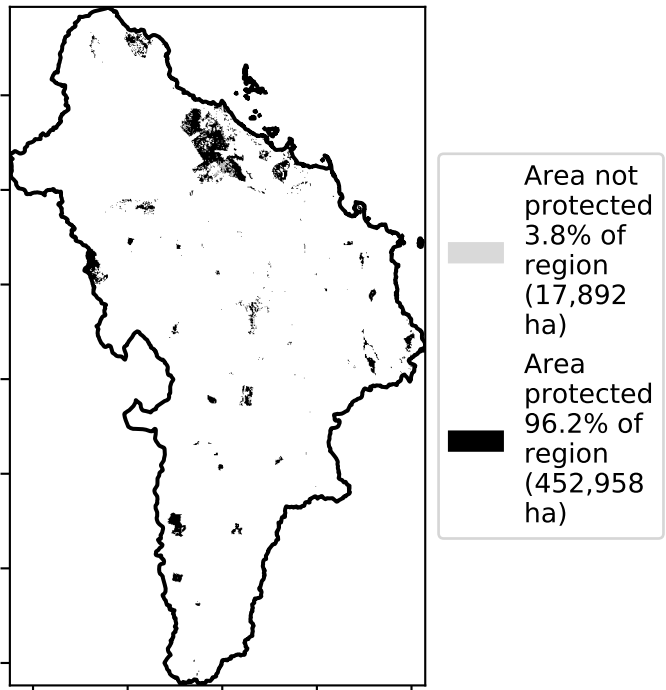 Area not
protected
3.8% of
region
(17,892
ha)
Area
protected
96.2% of
region
(452,958
ha)